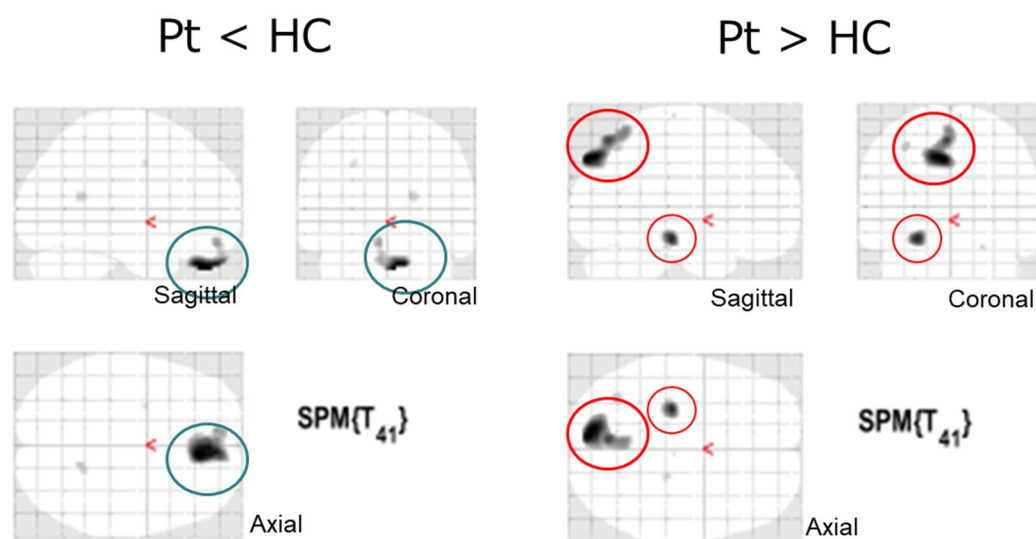 Pt < HC
Pt > HC
Sagittal
Coronal
Sagittal
Coronal
SPM{T41}
SPM{T41}
Axial
Axial